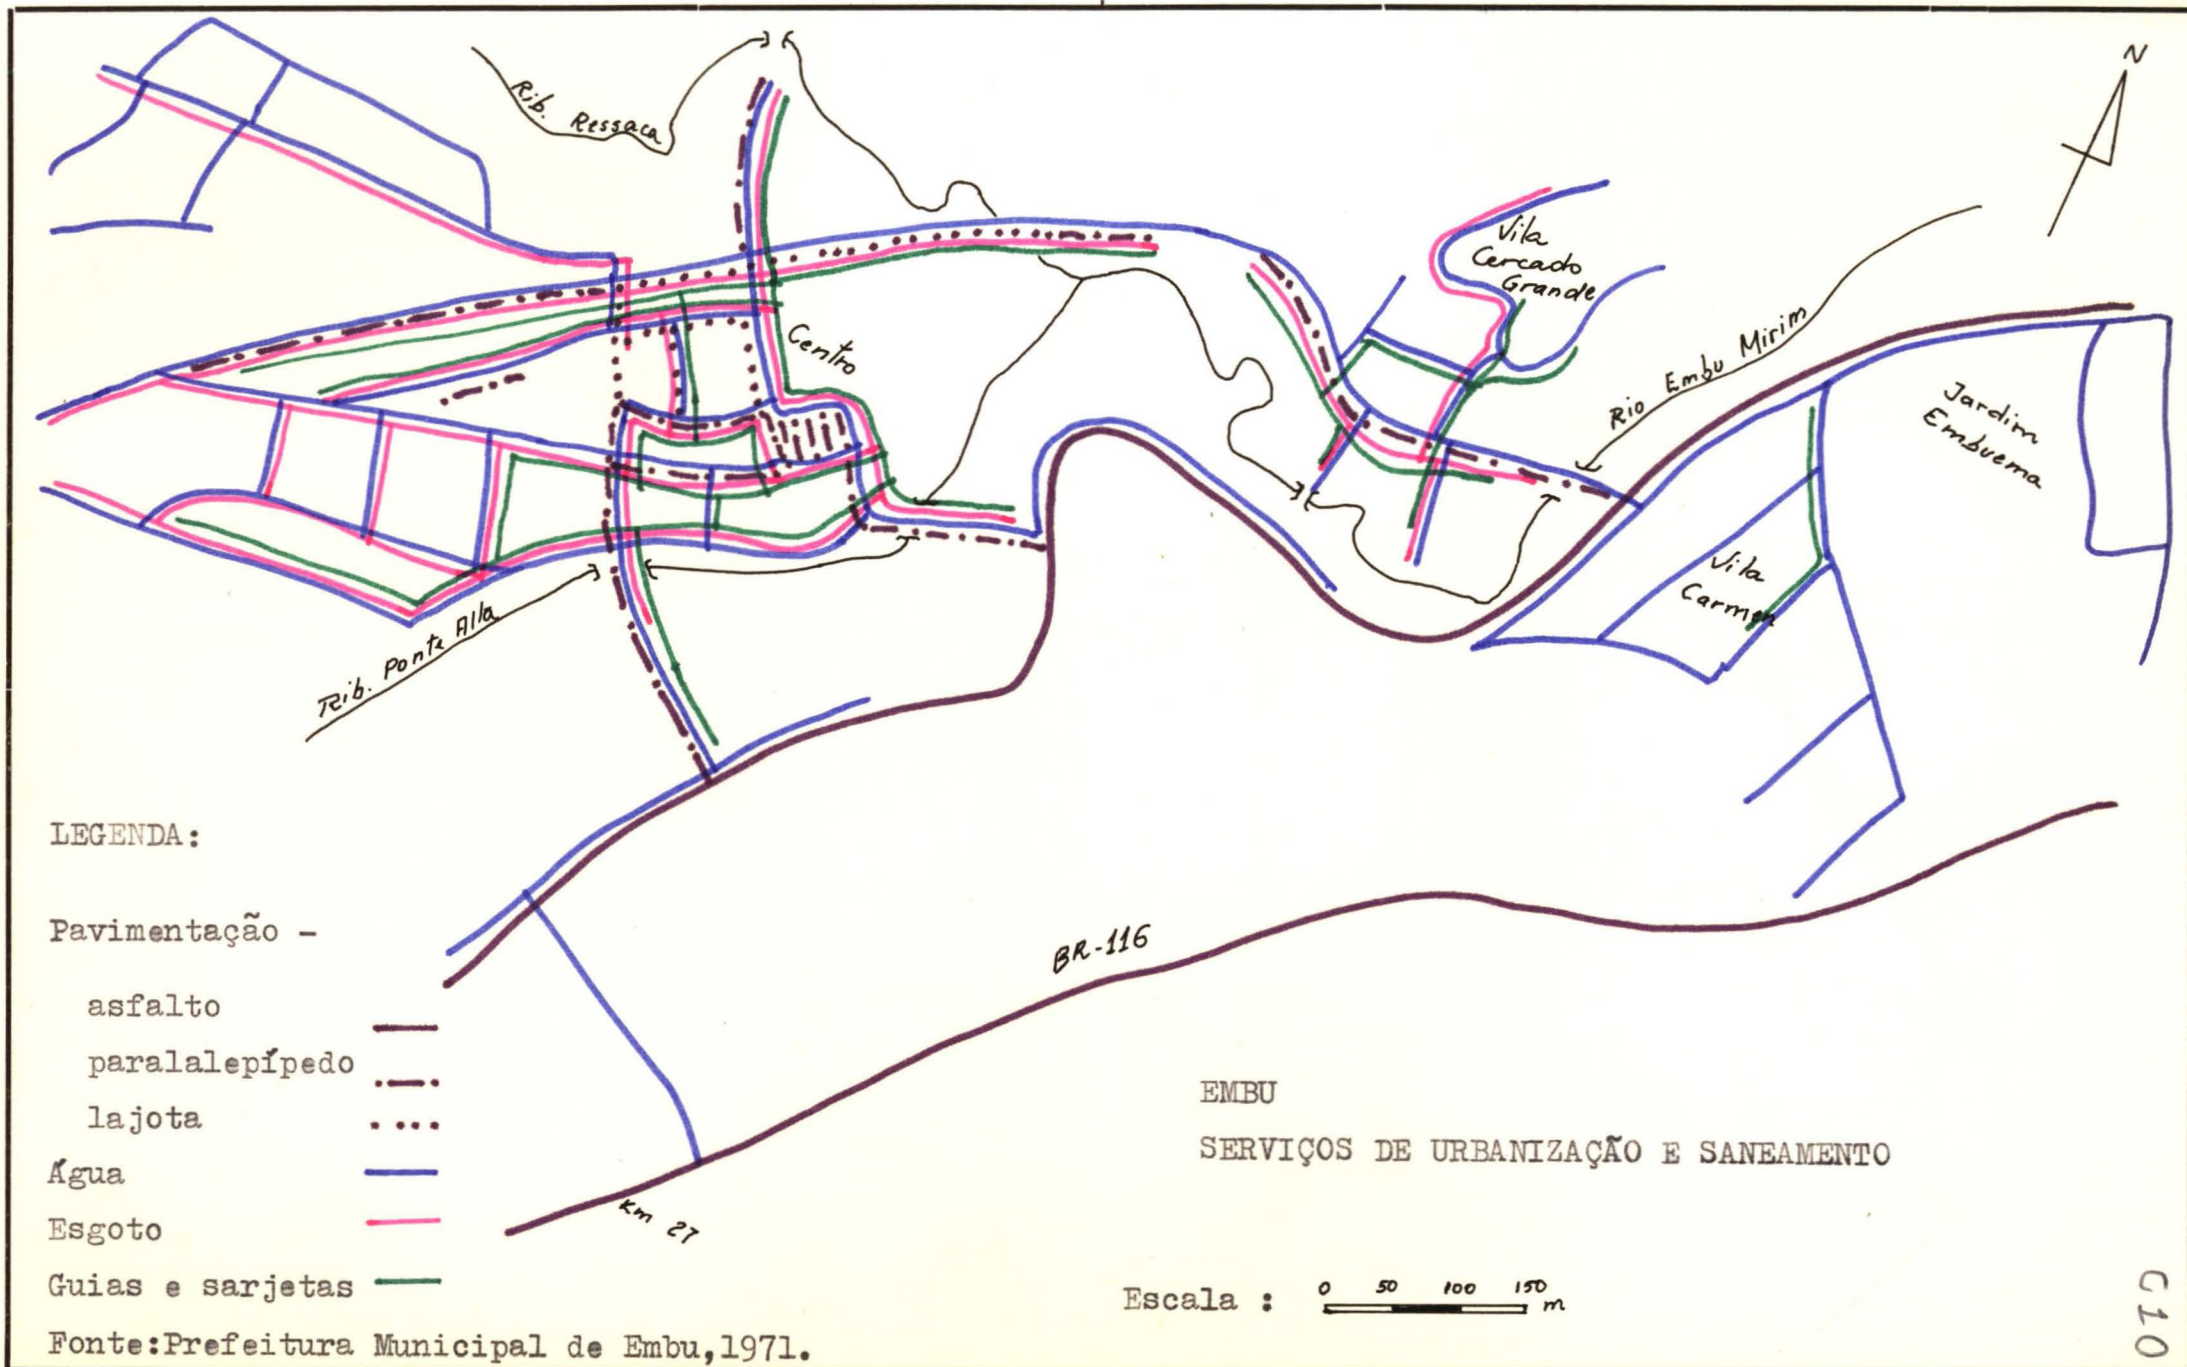 N
Rib. Ressaca
Vila
Cercado
Grande
Centro
Rio Embu Mirim
Jardim
Embuema
Vila
Carmen
Rib. Ponte Alta
LEGENDA:
Pavimentação -
asfalto
paralalepípedo
lajota
Água
Esgoto
Guias e sarjetas
Fonte:Prefeitura Municipal de Embu,1971.
BR-116
Km 27
EMBU
SERVIÇOS DE URBANIZAÇÃO E SANEAMENTO
Escala : 0 50 100 150 m
C10